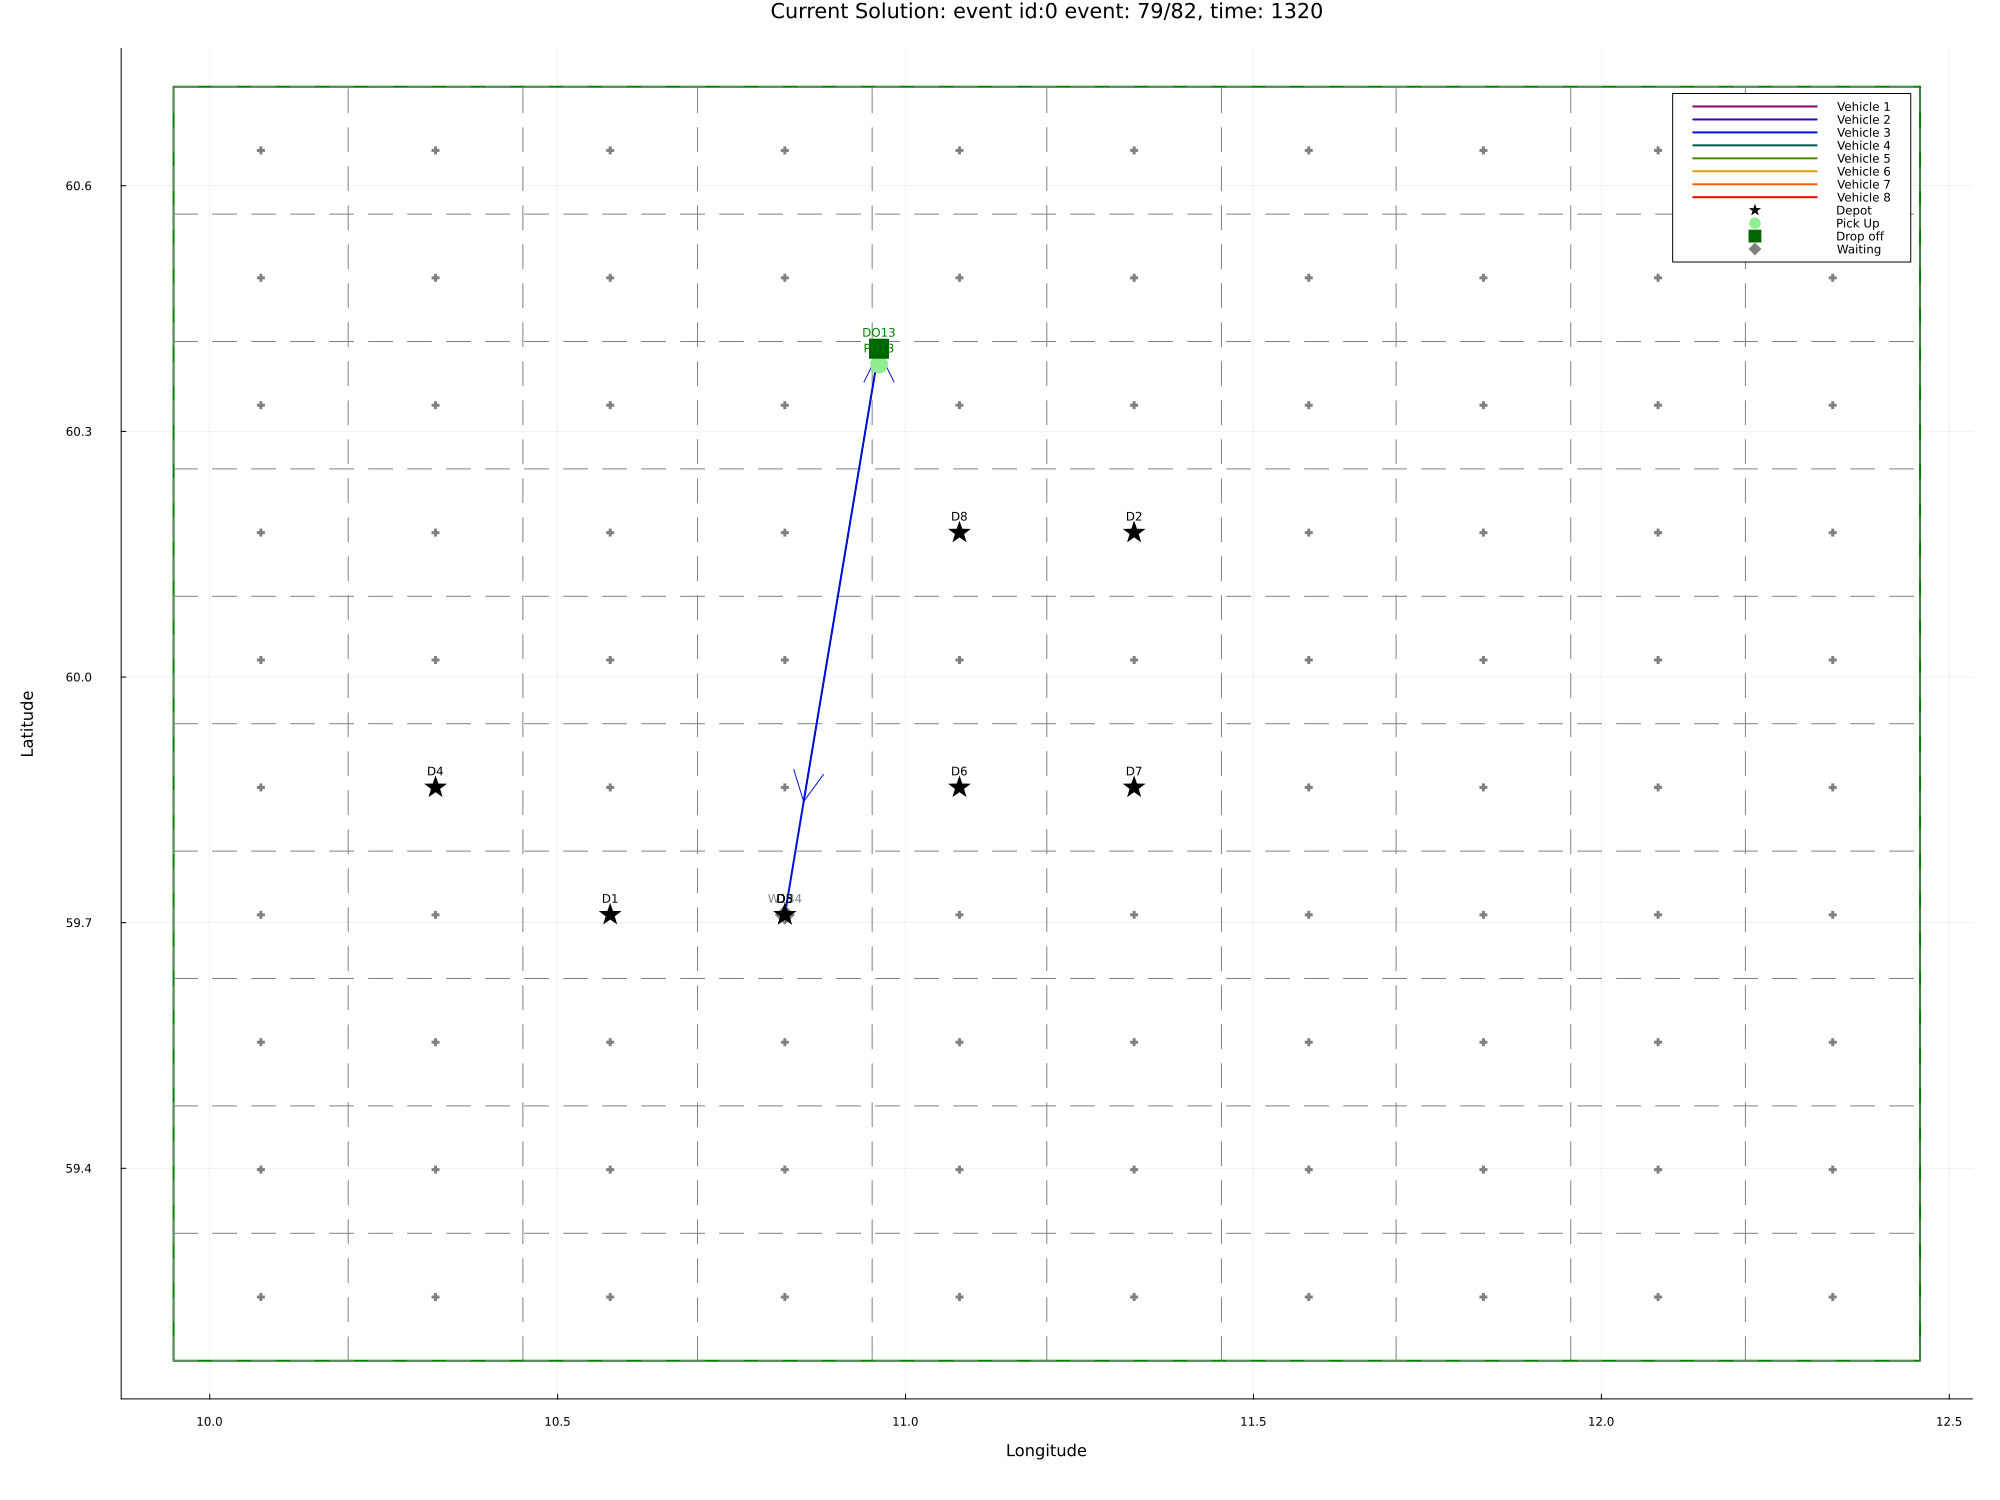 Current Solution: event id:0 event: 79/82, time: 1320
Vehicle 1
Vehicle 2
Vehicle 3
Vehicle 4
Vehicle 5
Vehicle 6
Vehicle 7
Vehicle 8
Depot
Pick Up
Drop off
Waiting
60.6
60.3
60.0
59.7
59.4
Latitude
DO13
D8
D2
D4
D6
D7
D1
10.0
10.5
11.0
11.5
12.0
12.5
Longitude